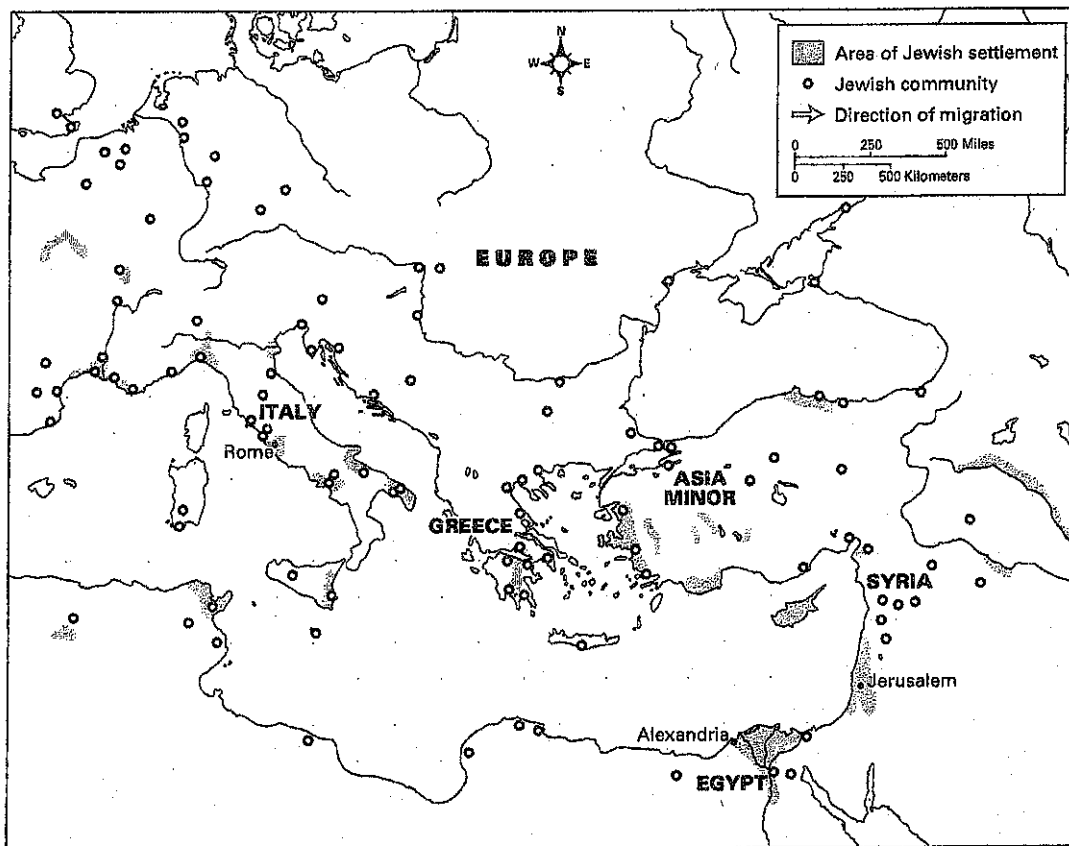 N
W E
S
Area of Jewish settlement
Jewish community
Direction of migration
0 250 500 Miles
0 250 500 Kilometers
EUROPE
ITALY
Rome
GREECE
ASIA
MINOR
SYRIA
Jerusalem
Alexandria
EGYPT